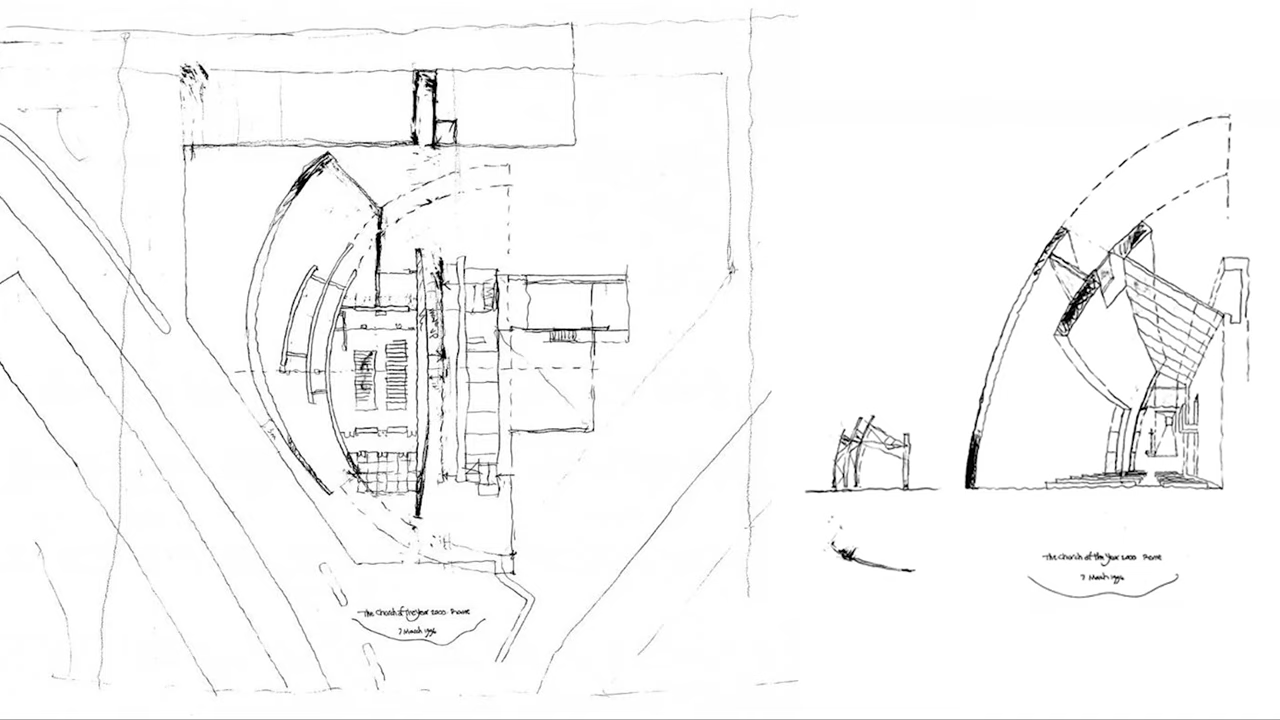 The Church of The Year 2000 Rome
7 March 1996
The Church of the Year 2000 Rome
7 March 1996